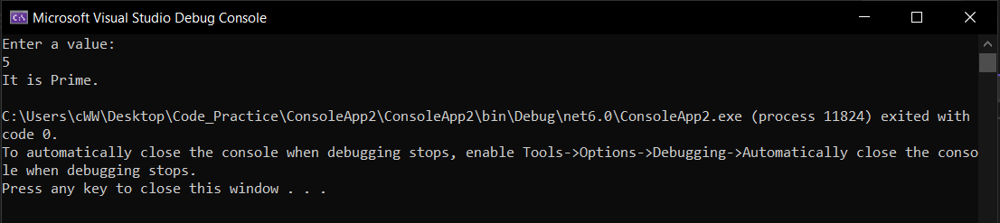 C:\ Microsoft Visual Studio Debug Console
Enter a value:
5
It is Prime.
C:\Users\cWW\Desktop\Code_Practice\ConsoleApp2\ConsoleApp2\bin\Debug\net6.0\ConsoleApp2.exe (process 11824) exited with
code 0.
To automatically close the console when debugging stops, enable Tools->Options->Debugging->Automatically close the conso
le when debugging stops.
Press any key to close this window . . .